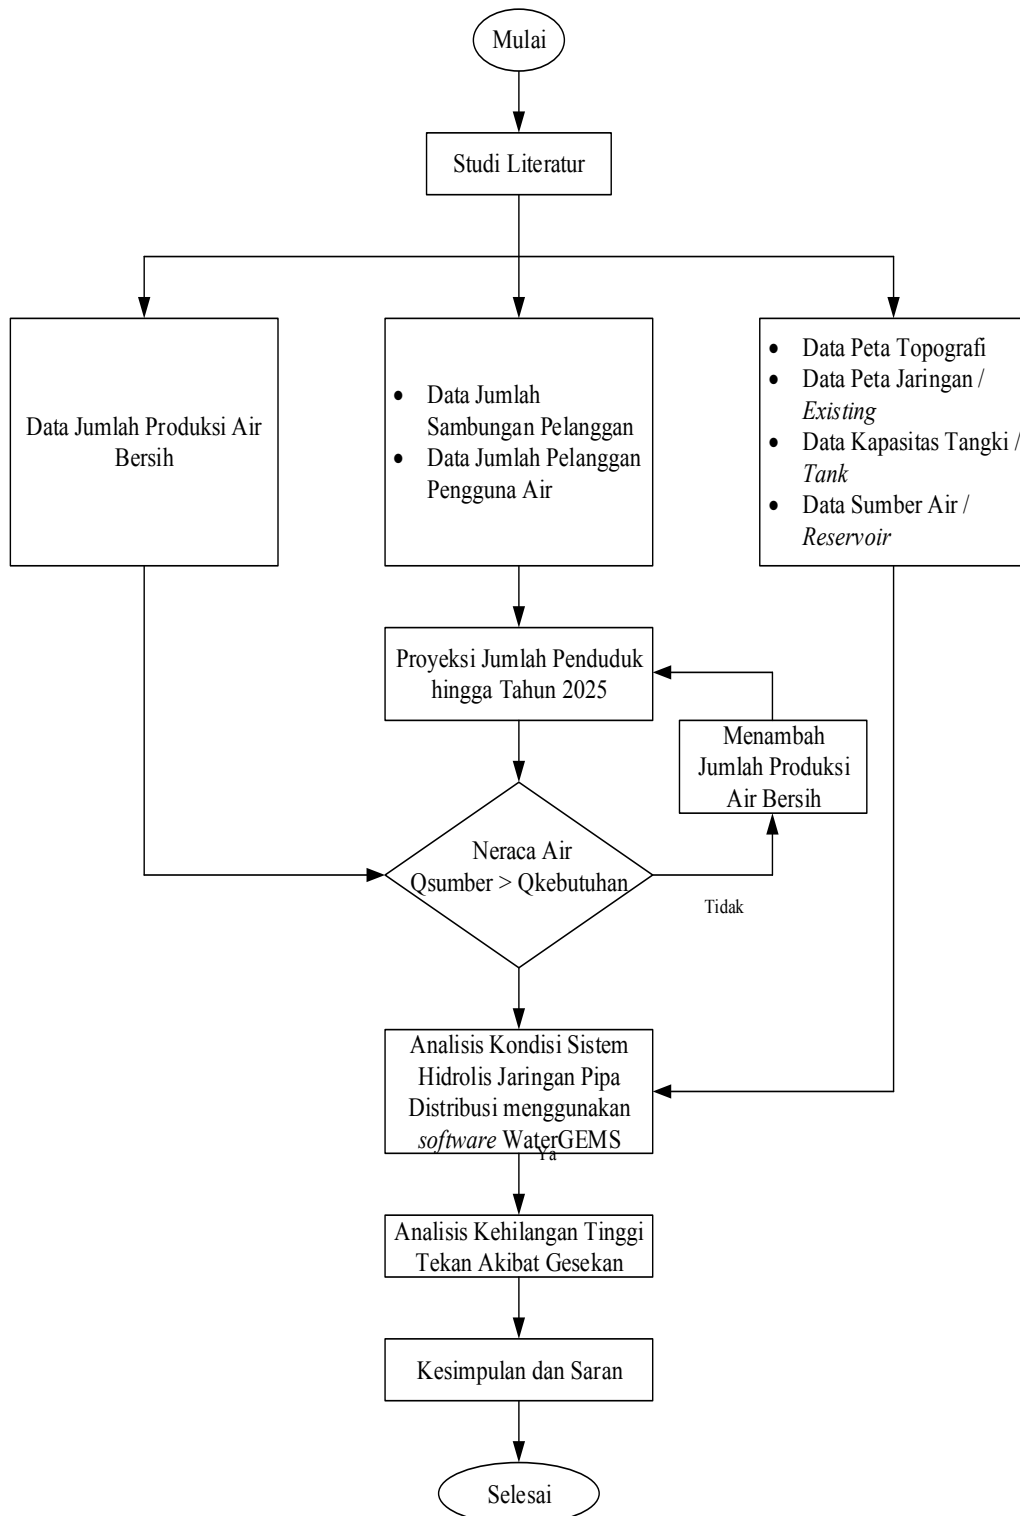 Mulai
Studi Literatur
Data Jumlah Produksi Air
Bersih
• Data Jumlah
Sambungan Pelanggan
• Data Jumlah Pelanggan
Pengguna Air
• Data Peta Topografi
• Data Peta Jaringan /
Existing
• Data Kapasitas Tangki /
Tank
• Data Sumber Air /
Reservoir
Proyeksi Jumlah Penduduk
hingga Tahun 2025
Menambah
Jumlah Produksi
Air Bersih
Neraca Air
Qsumber > Qkebutuhan
Tidak
Analisis Kondisi Sistem
Hidrolis Jaringan Pipa
Distribusi menggunakan
software WaterGEMS
Ya
Analisis Kehilangan Tinggi
Tekan Akibat Gesekan
Kesimpulan dan Saran
Selesai